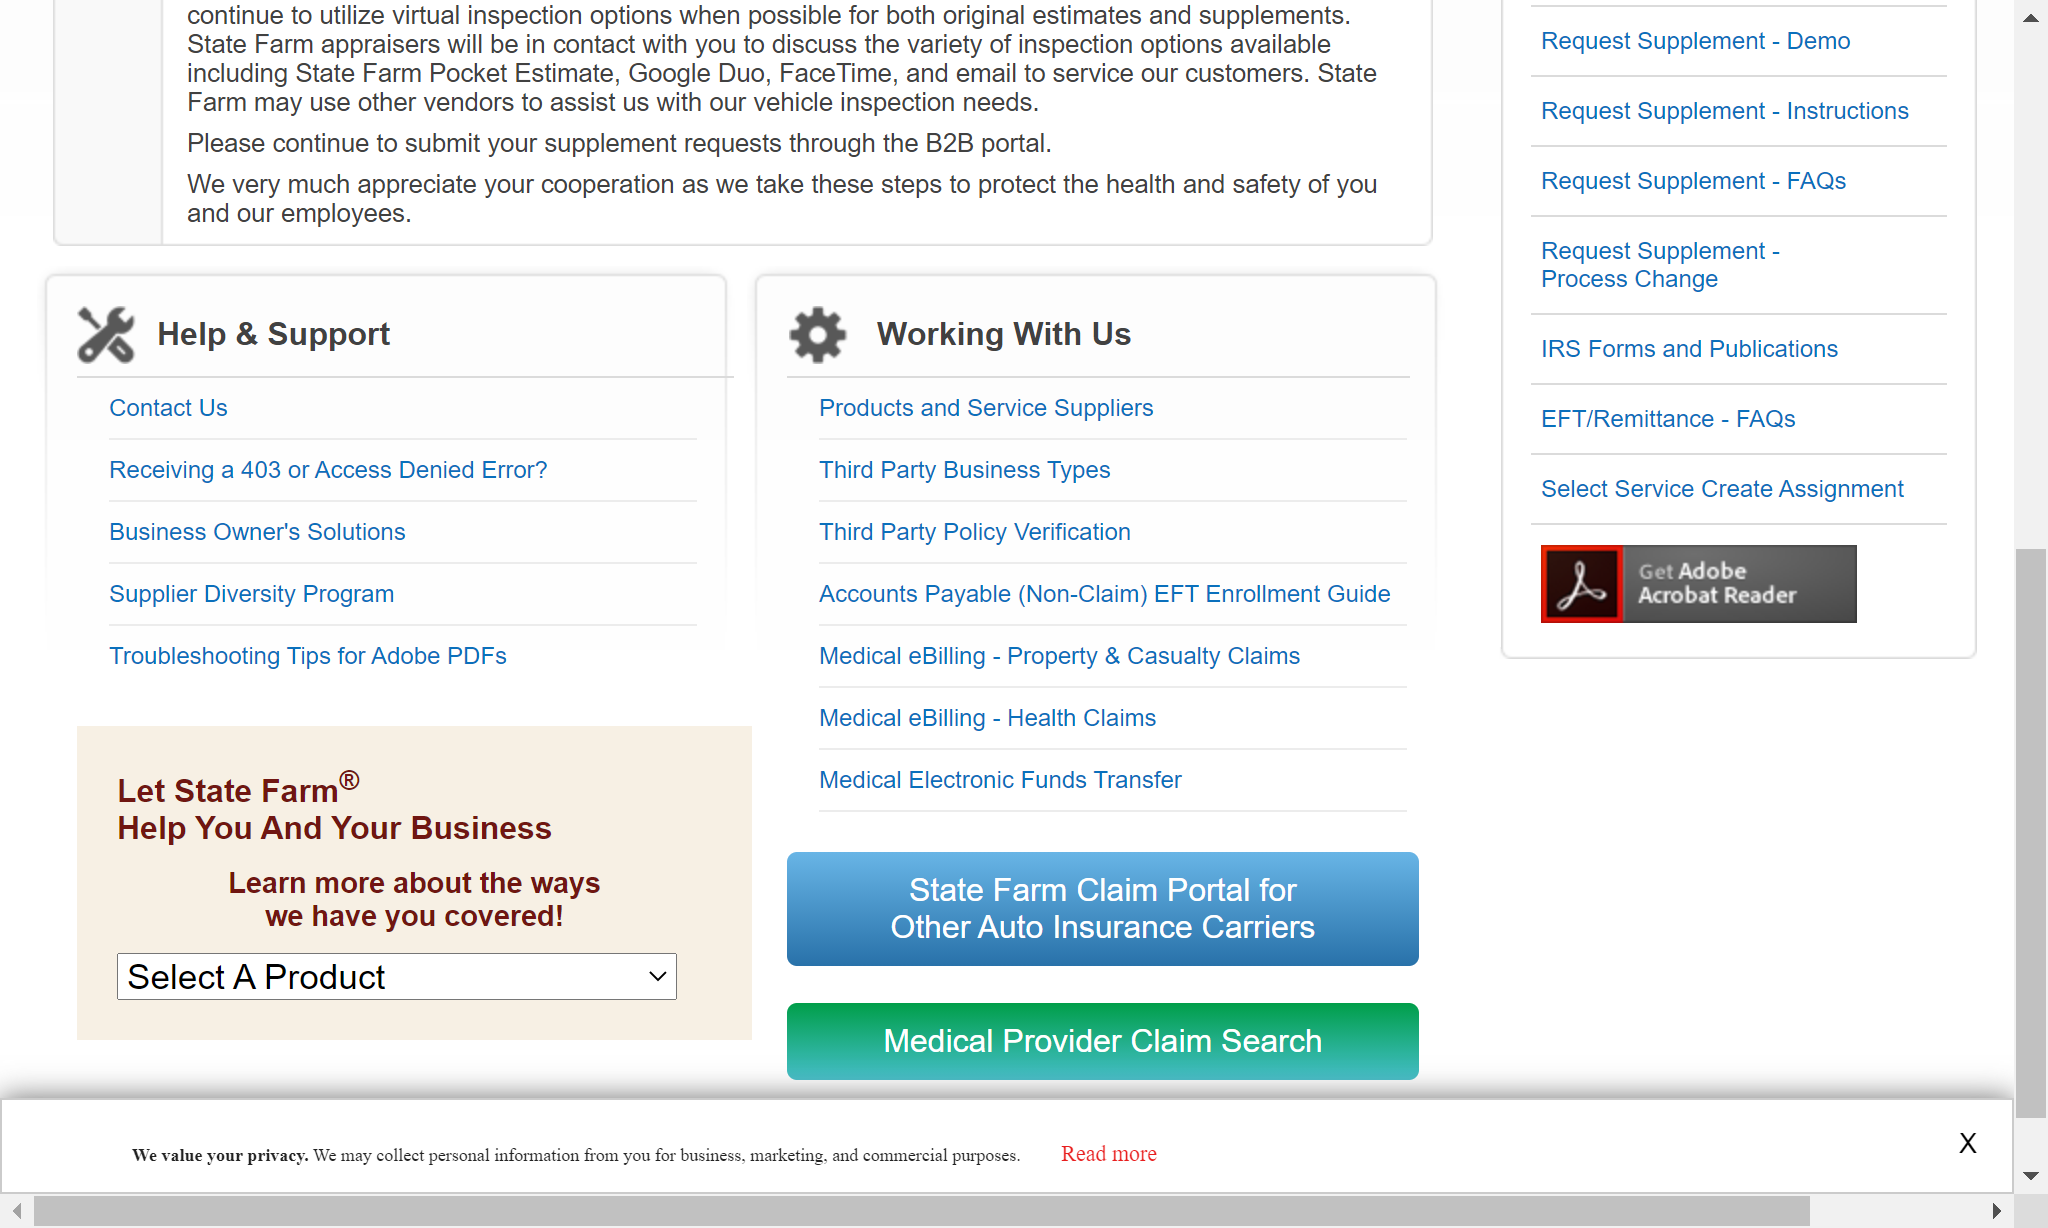 continue to utilize virtual inspection options when possible for both original estimates and supplements.
State Farm appraisers will be in contact with you to discuss the variety of inspection options available
including State Farm Pocket Estimate, Google Duo, FaceTime, and email to service our customers. State
Farm may use other vendors to assist us with our vehicle inspection needs.
Please continue to submit your supplement requests through the B2B portal.
We very much appreciate your cooperation as we take these steps to protect the health and safety of you
and our employees.
Help & Support
Contact Us
Receiving a 403 or Access Denied Error?
Business Owner's Solutions
Supplier Diversity Program
Troubleshooting Tips for Adobe PDFs
Let State Farm®
Help You And Your Business
Learn more about the ways
we have you covered!
Select A Product
Working With Us
Products and Service Suppliers
Third Party Business Types
Third Party Policy Verification
Accounts Payable (Non-Claim) EFT Enrollment Guide
Medical eBilling - Property & Casualty Claims
Medical eBilling - Health Claims
Medical Electronic Funds Transfer
State Farm Claim Portal for
Other Auto Insurance Carriers
Medical Provider Claim Search
Request Supplement - Demo
Request Supplement - Instructions
Request Supplement - FAQs
Request Supplement -
Process Change
IRS Forms and Publications
EFT/Remittance - FAQs
Select Service Create Assignment
Get Adobe
Acrobat Reader
We value your privacy. We may collect personal information from you for business, marketing, and commercial purposes. Read more
X